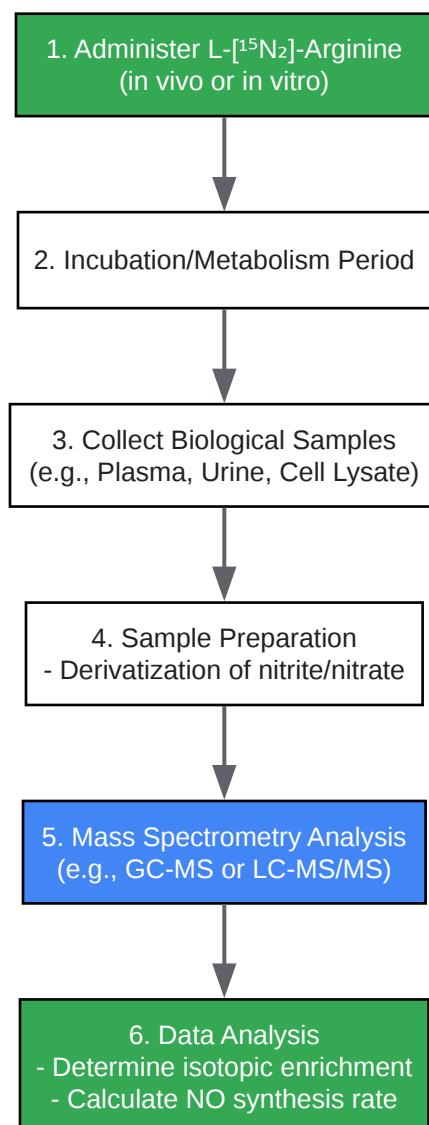 1. Administer L-[¹⁵N₂]-Arginine
(in vivo or in vitro)
2. Incubation/Metabolism Period
3. Collect Biological Samples
(e.g., Plasma, Urine, Cell Lysate)
4. Sample Preparation
- Derivatization of nitrite/nitrate
5. Mass Spectrometry Analysis
(e.g., GC-MS or LC-MS/MS)
6. Data Analysis
- Determine isotopic enrichment
- Calculate NO synthesis rate